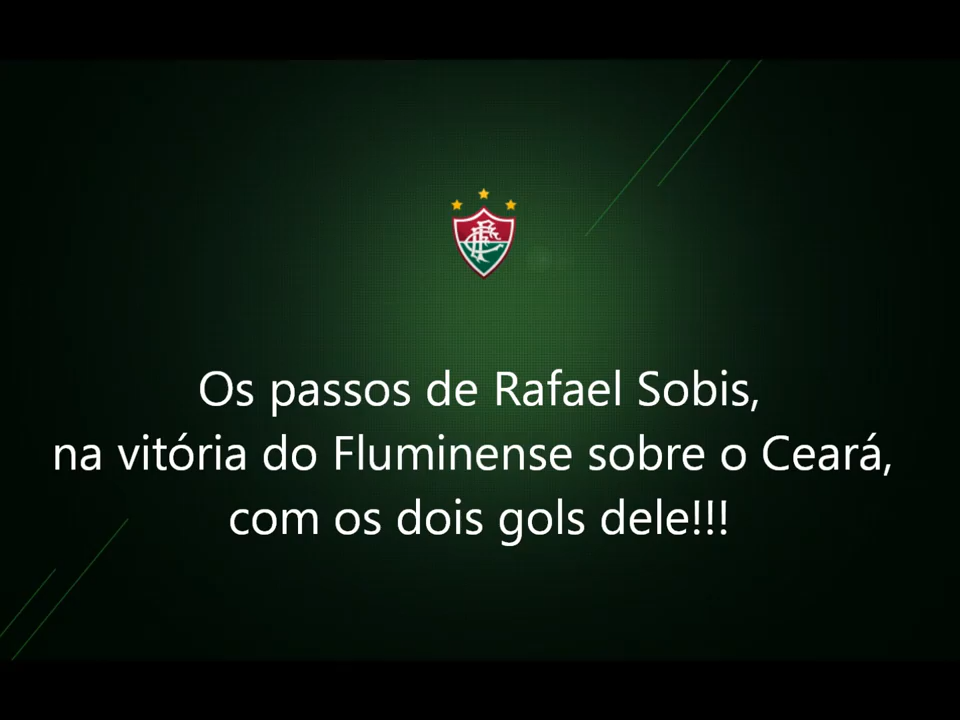 Os passos de Rafael Sobis,
na vitória do Fluminense sobre o Ceará,
com os dois gols dele!!!